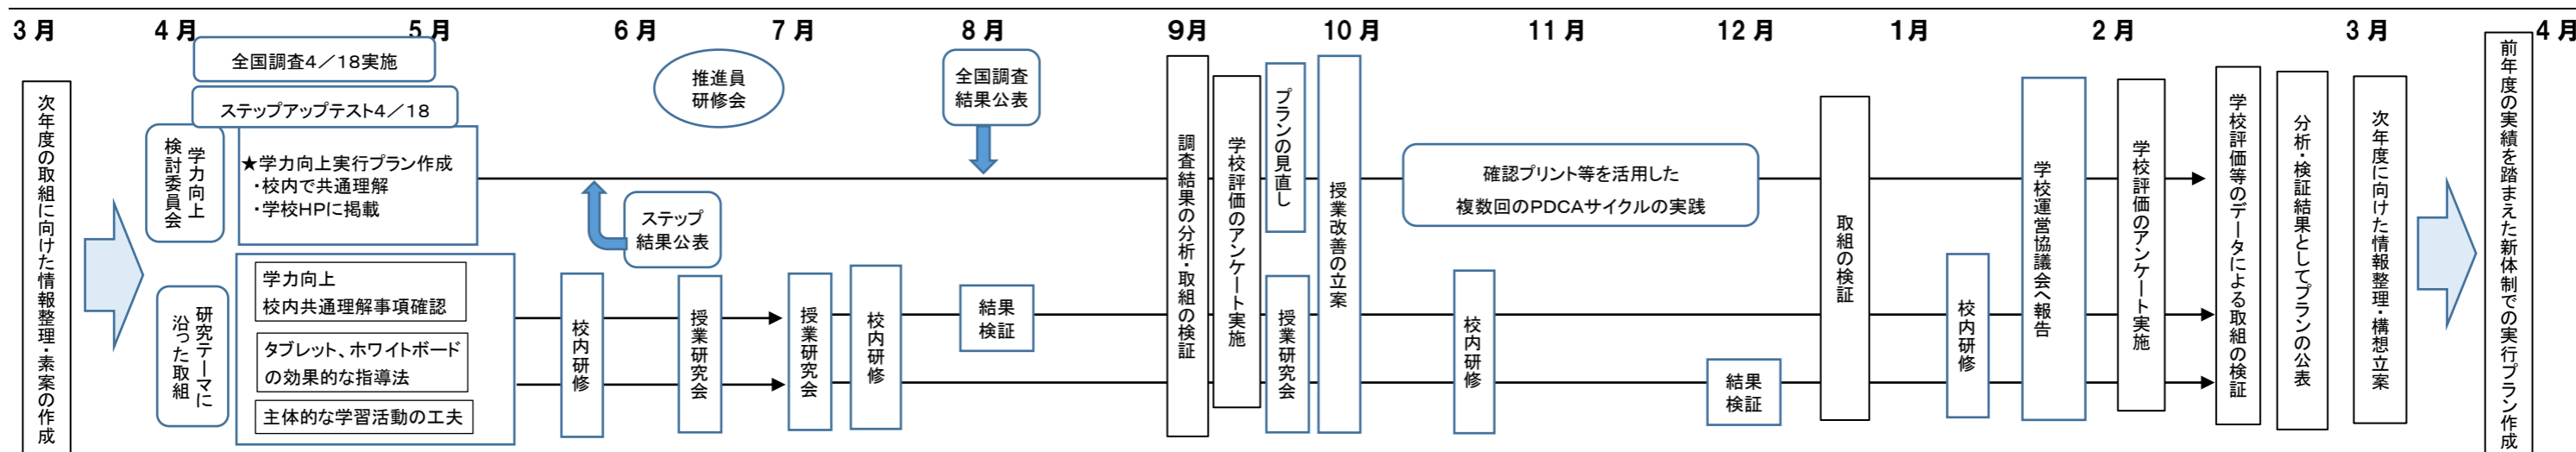 3月 4月 5月 6月 7月 8月 9月 10月 11月 12月 1月 2月 3月 4月
次年度の取組に向けた情報整理・素案の作成
全国調査4／18実施
ステップアップテスト4／18
学力向上
検討委員会
★学力向上実行プラン作成
・校内で共通理解
・学校HPに掲載
研究テーマに
沿った取組
学力向上
校内共通理解事項確認
タブレット、ホワイトボード
の効果的な指導法
主体的な学習活動の工夫
校内研修
ステップ
結果公表
推進員
研修会
授業研究会
授業研究会
校内研修
全国調査
結果公表
結果
検証
調査結果の分析・取組の検証
学校評価のアンケート実施
プランの見直し
授業研究会
授業改善の立案
確認プリント等を活用した
複数回のPDCAサイクルの実践
校内研修
結果
検証
取組の検証
校内研修
学校運営協議会へ報告
学校評価のアンケート実施
学校評価等のデータによる取組の検証
分析・検証結果としてプランの公表
次年度に向けた情報整理・構想立案
前年度の実績を踏まえた新体制での実行プラン作成